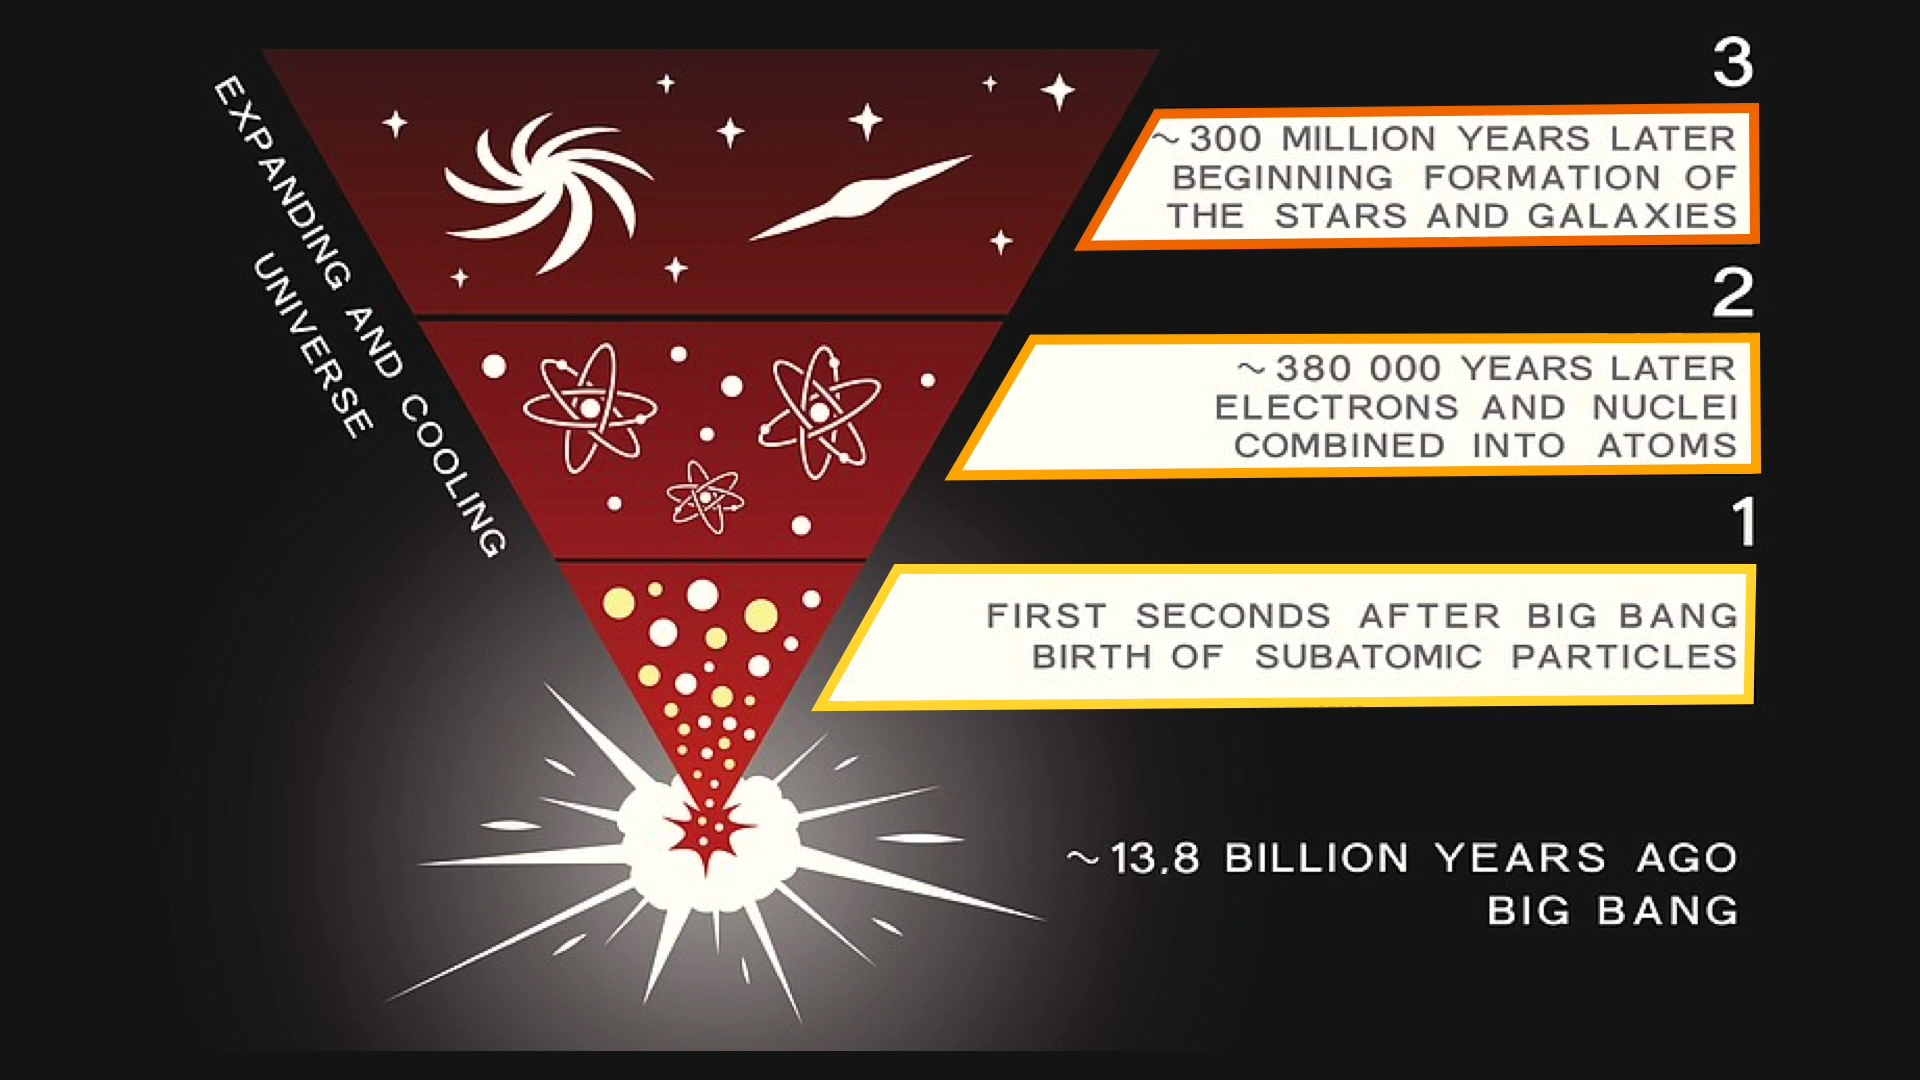 EXPANDING AND COOLING
UNIVERSE
3
~300 MILLION YEARS LATER
BEGINNING FORMATION OF
THE STARS AND GALAXIES
2
~380 000 YEARS LATER
ELECTRONS AND NUCLEI
COMBINED INTO ATOMS
1
FIRST SECONDS AFTER BIG BANG
BIRTH OF SUBATOMIC PARTICLES
~13.8 BILLION YEARS AGO
BIG BANG